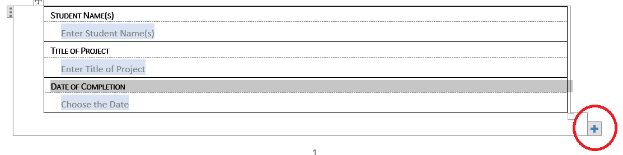 STUDENT NAME(S)
Enter Student Name(s)
TITLE OF PROJECT
Enter Title of Project
DATE OF COMPLETION
Choose the Date
1